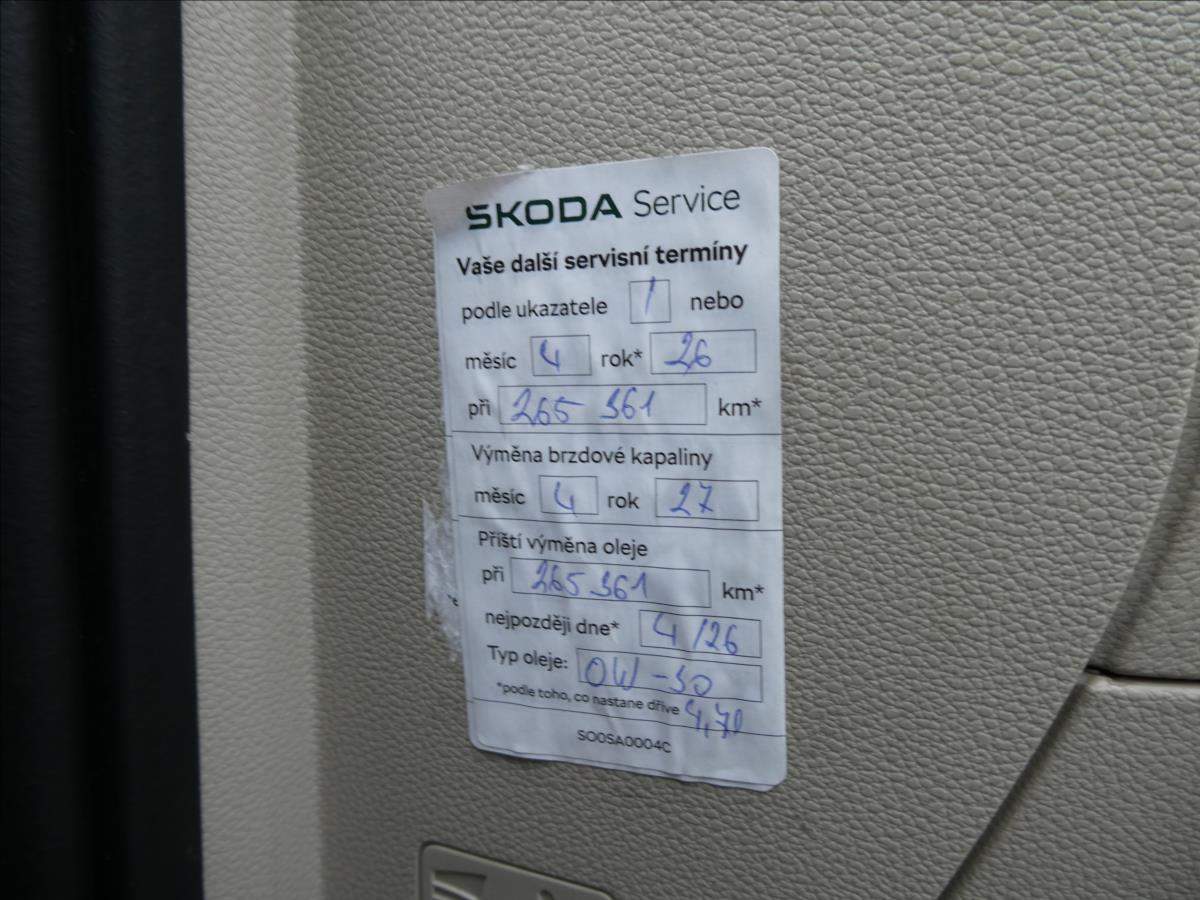 ŠKODA Service
Vaše další servisní termíny
podle ukazatele / nebo
měsíc 4 rok* 26
při 265 361 km*
Výměna brzdové kapaliny
měsíc 4 rok 27
Příští výměna oleje
při 265 361 km*
nejpozději dne* 4/26
Typ oleje: 0W-30
*podle toho, co nastane dříve 4,7l
SO0SA0004C